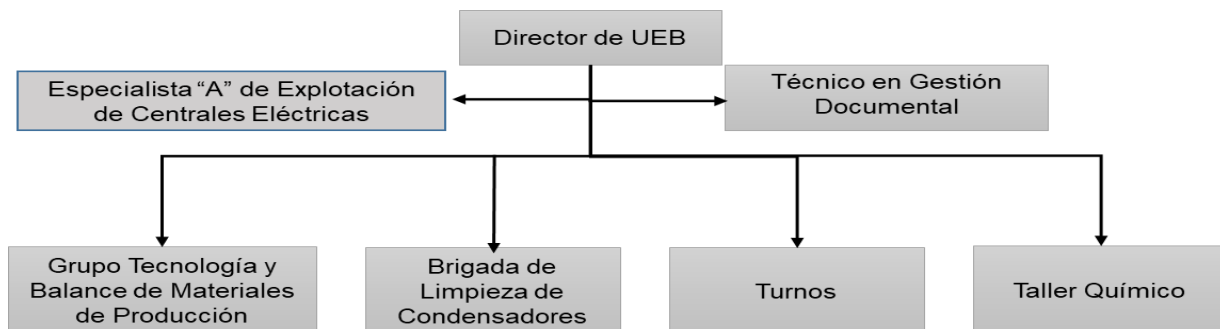 Director de UEB
Especialista “A” de Explotación
de Centrales Eléctricas
Técnico en Gestión
Documental
Grupo Tecnología y
Balance de Materiales
de Producción
Brigada de
Limpieza de
Condensadores
Turnos
Taller Químico